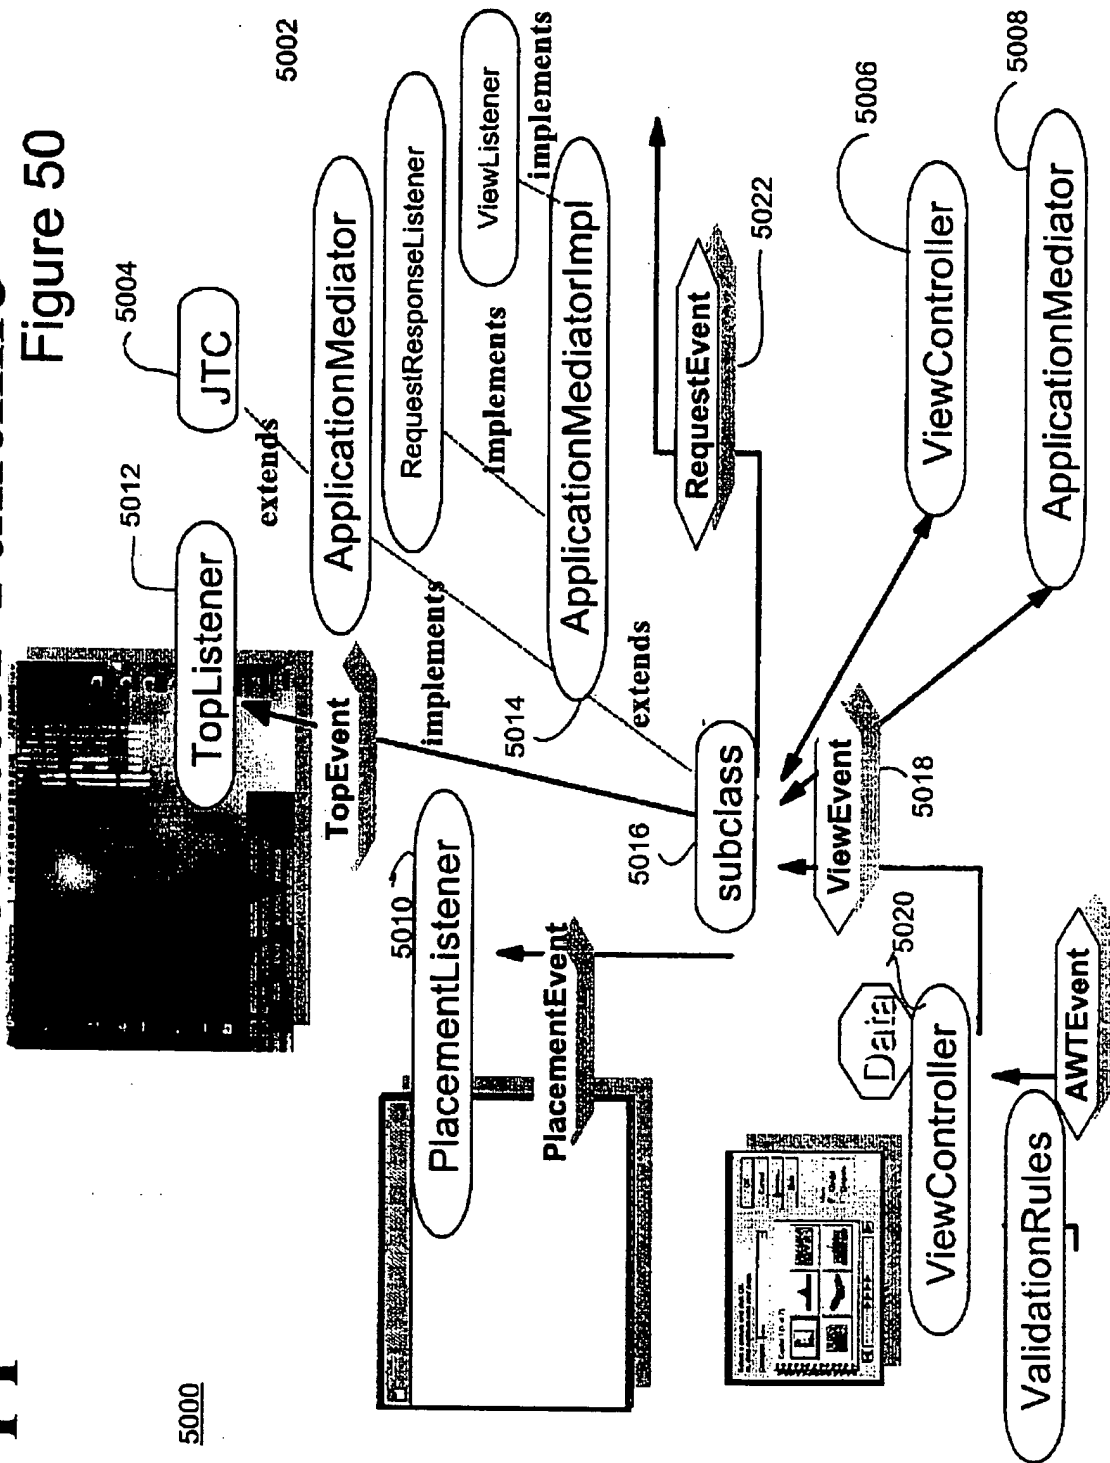 Figure 50
5000
5002
5004
JTC
5012
TopListener
extends
ApplicationMediator
RequestResponseListener
ViewListener
implements
implements
implements
TopEvent
ApplicationMediatorImpl
5014
extends
5010
PlacementListener
PlacementEvent
5016
subclass
RequestEvent
5022
ViewEvent
5018
5006
ViewController
5008
ApplicationMediator
5020
Data
ViewController
AWTEvent
ValidationRules